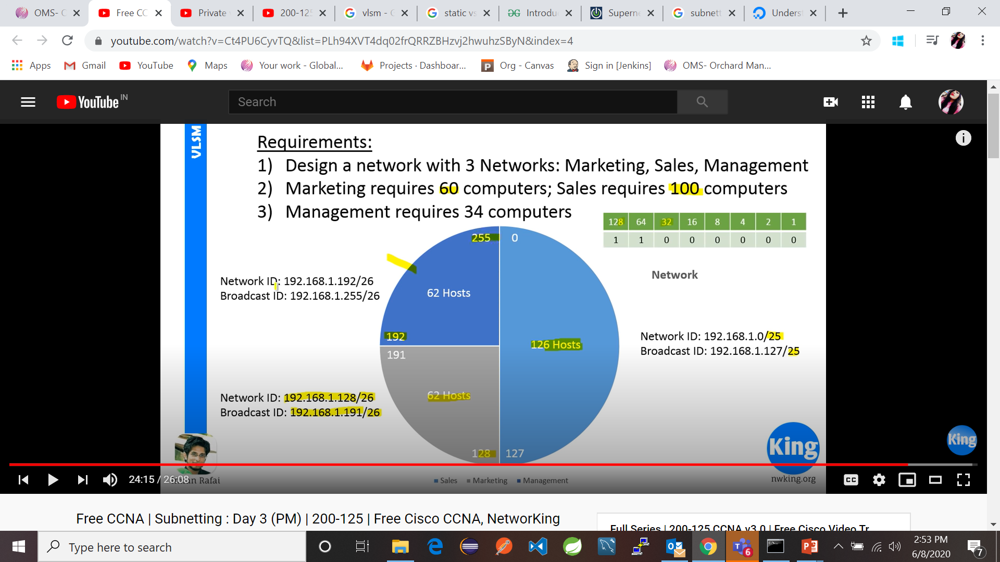 OMS- C
Free CC
Private
200-125
vlsm - G
static vs
Introdu
Superne
subnett
Underst
youtube.com/watch?v=Ct4PU6CyvTQ&list=PLh94XVT4dq02frQRRZBHzvj2hwuhzSByN&index=4
Apps
Gmail
YouTube
Maps
Your work - Global...
Projects · Dashboar...
Org - Canvas
Sign in [Jenkins]
OMS- Orchard Man...
YouTube IN
Search
VLSM
Requirements:
1) Design a network with 3 Networks: Marketing, Sales, Management
2) Marketing requires 60 computers; Sales requires 100 computers
3) Management requires 34 computers
128 64 32 16 8 4 2 1
1 1 0 0 0 0 0 0
255 0
Network
Network ID: 192.168.1.192/26
Broadcast ID: 192.168.1.255/26
62 Hosts
192
191
126 Hosts
Network ID: 192.168.1.0/25
Broadcast ID: 192.168.1.127/25
62 Hosts
Network ID: 192.168.1.128/26
Broadcast ID: 192.168.1.191/26
128 127
King
King
24:15 / 26:08
Rafai
Sales Marketing Management
nwking.org
CC
Free CCNA | Subnetting : Day 3 (PM) | 200-125 | Free Cisco CCNA, NetworKing
Full Series | 200-125 CCNA v3.0 | Free Cisco Video Tr
Type here to search
6
2:53 PM
6/8/2020
7